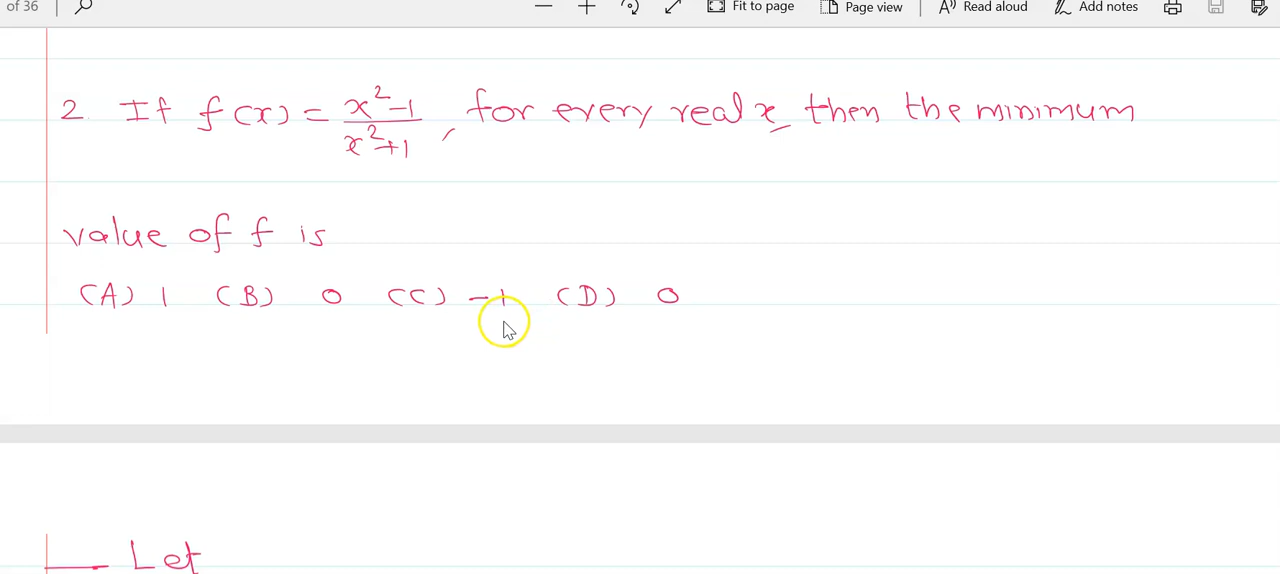 of 36 Fit to page Page view Read aloud Add notes
2. If f(x) = x²-1 / x²+1, for every real x then the minimum
value of f is
(A) 1 (B) 0 (C) -1 (D) 0
Let